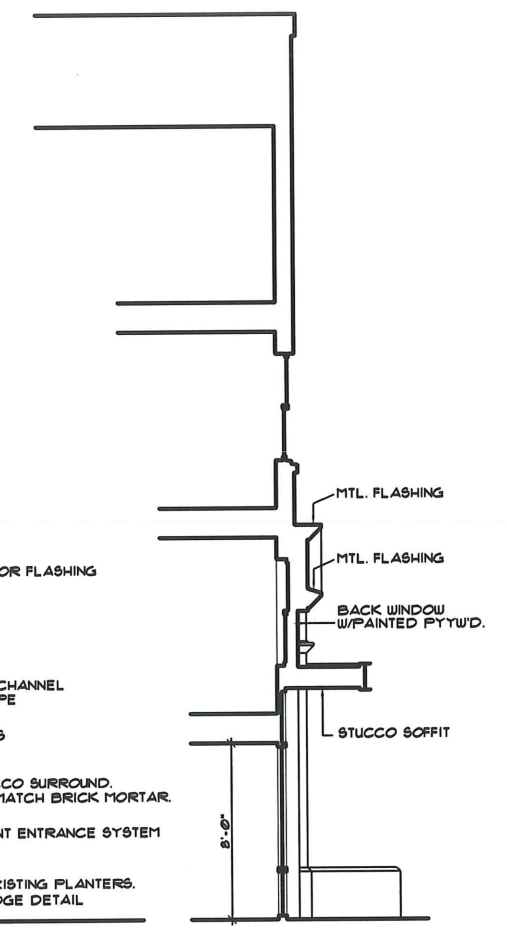 MTL. FLASHING
MTL. FLASHING
BACK WINDOW
W/PAINTED PYYW'D.
STUCCO SOFFIT
OR FLASHING
CHANNEL
PE
S
CO SURROUND.
MATCH BRICK MORTAR.
NT ENTRANCE SYSTEM
XISTING PLANTERS.
DGE DETAIL
8'-0"